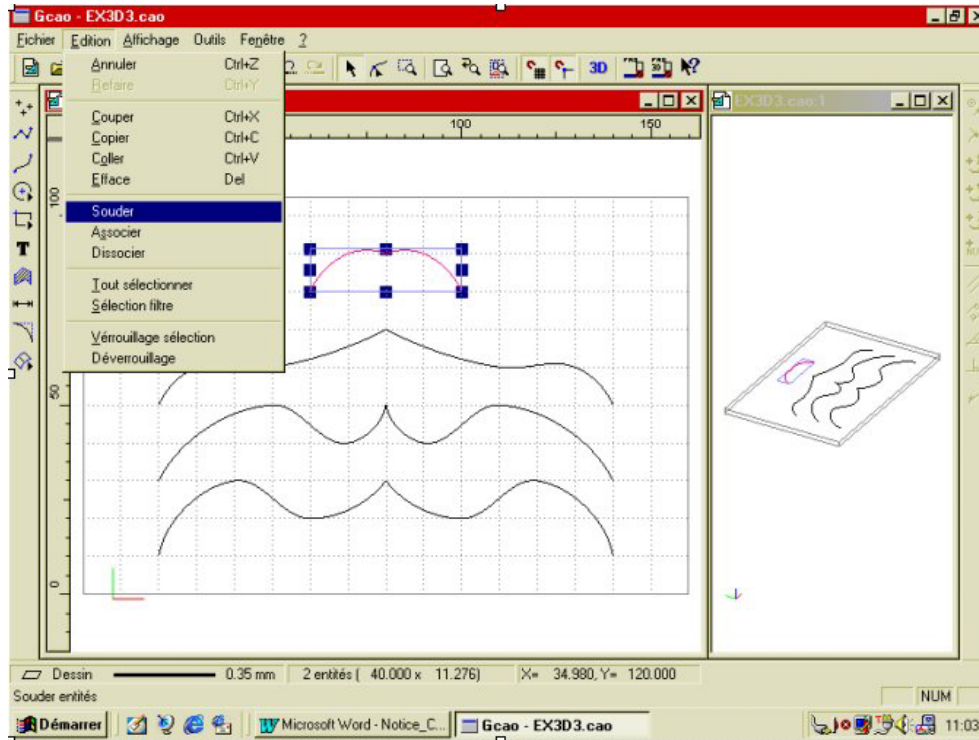 Gcao - EX3D3.cao
Fichier Edition Affichage Outils Fenêtre ?
Annuler Ctrl+Z
Refaire Ctrl+Y
3D
Couper Ctrl+X
Copier Ctrl+C
Coller Ctrl+V
Efface Del
Souder
Associer
Dissocier
Tout sélectionner
Sélection filtre
Vérrouillage sélection
Déverrouillage
EX3D3.cao:1
100 150
100
50
0
T
Dessin 0.35 mm 2 entités ( 40.000 x 11.276) X= 34.980, Y= 120.000
Souder entités NUM
Démarrer Microsoft Word - Notice_C... Gcao - EX3D3.cao 11:03